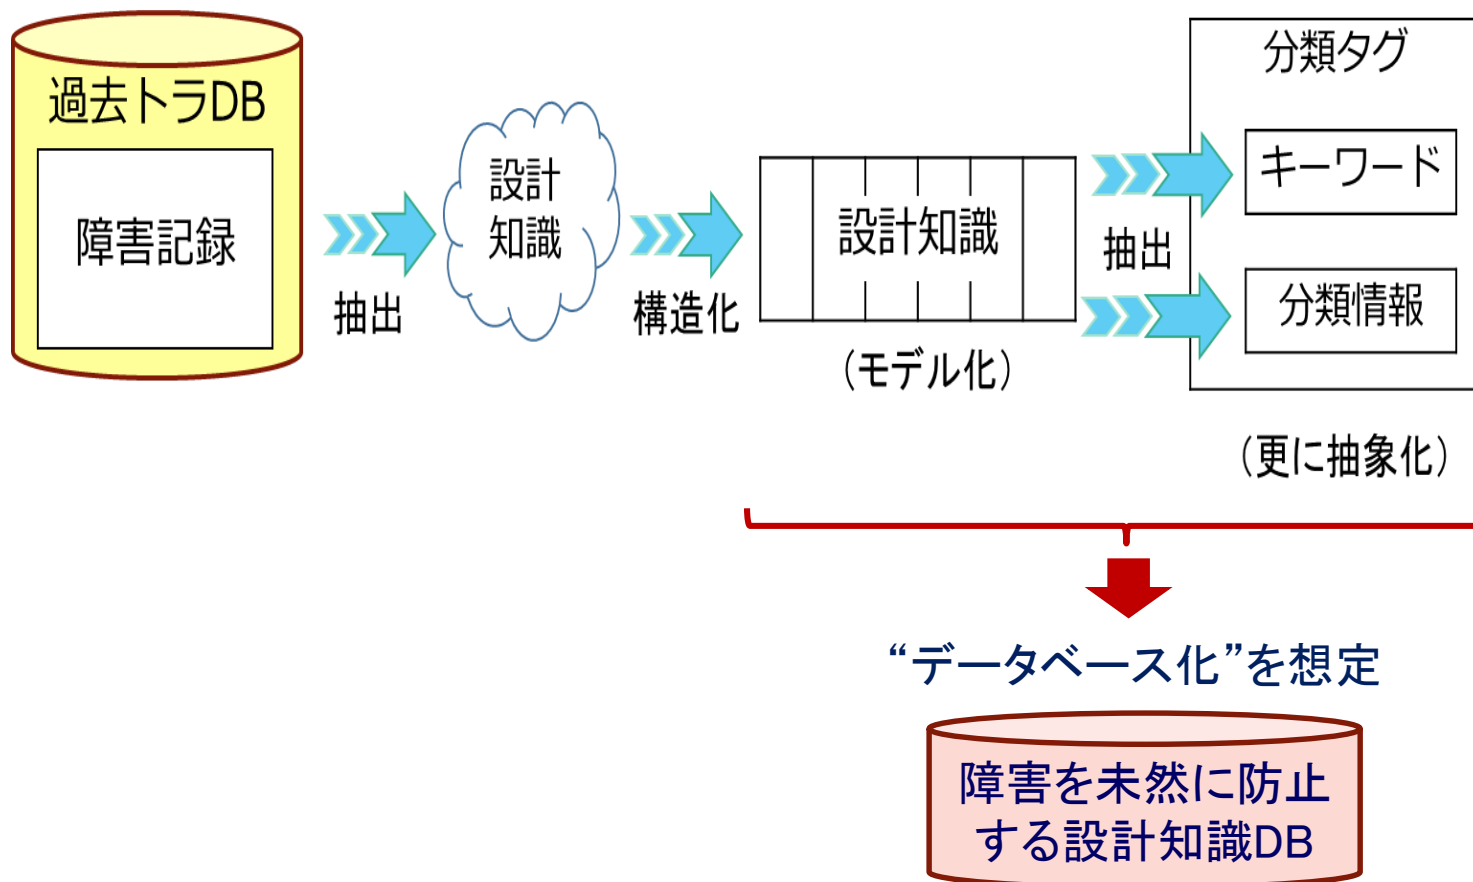 過去トラDB
障害記録
抽出
設計
知識
構造化
設計知識
（モデル化）
抽出
分類タグ
キーワード
分類情報
（更に抽象化）
“データベース化”を想定
障害を未然に防止
する設計知識DB